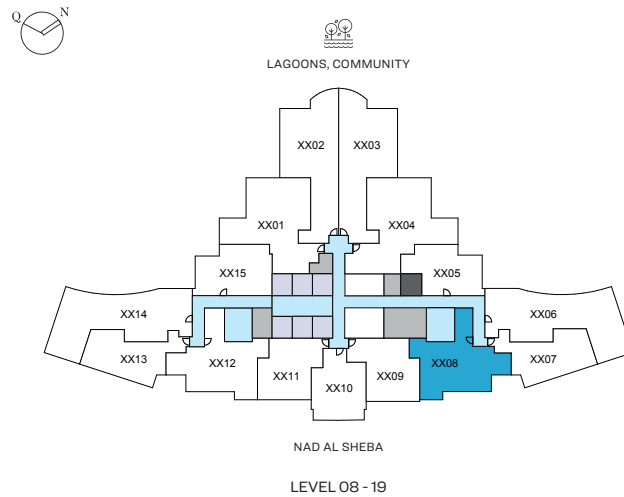 Q N
LAGOONS, COMMUNITY
XX02 XX03
XX01 XX04
XX15 XX05
XX14 XX06
XX13 XX12 XX11 XX10 XX09 XX08 XX07
NAD AL SHEBA
LEVEL 08 - 19